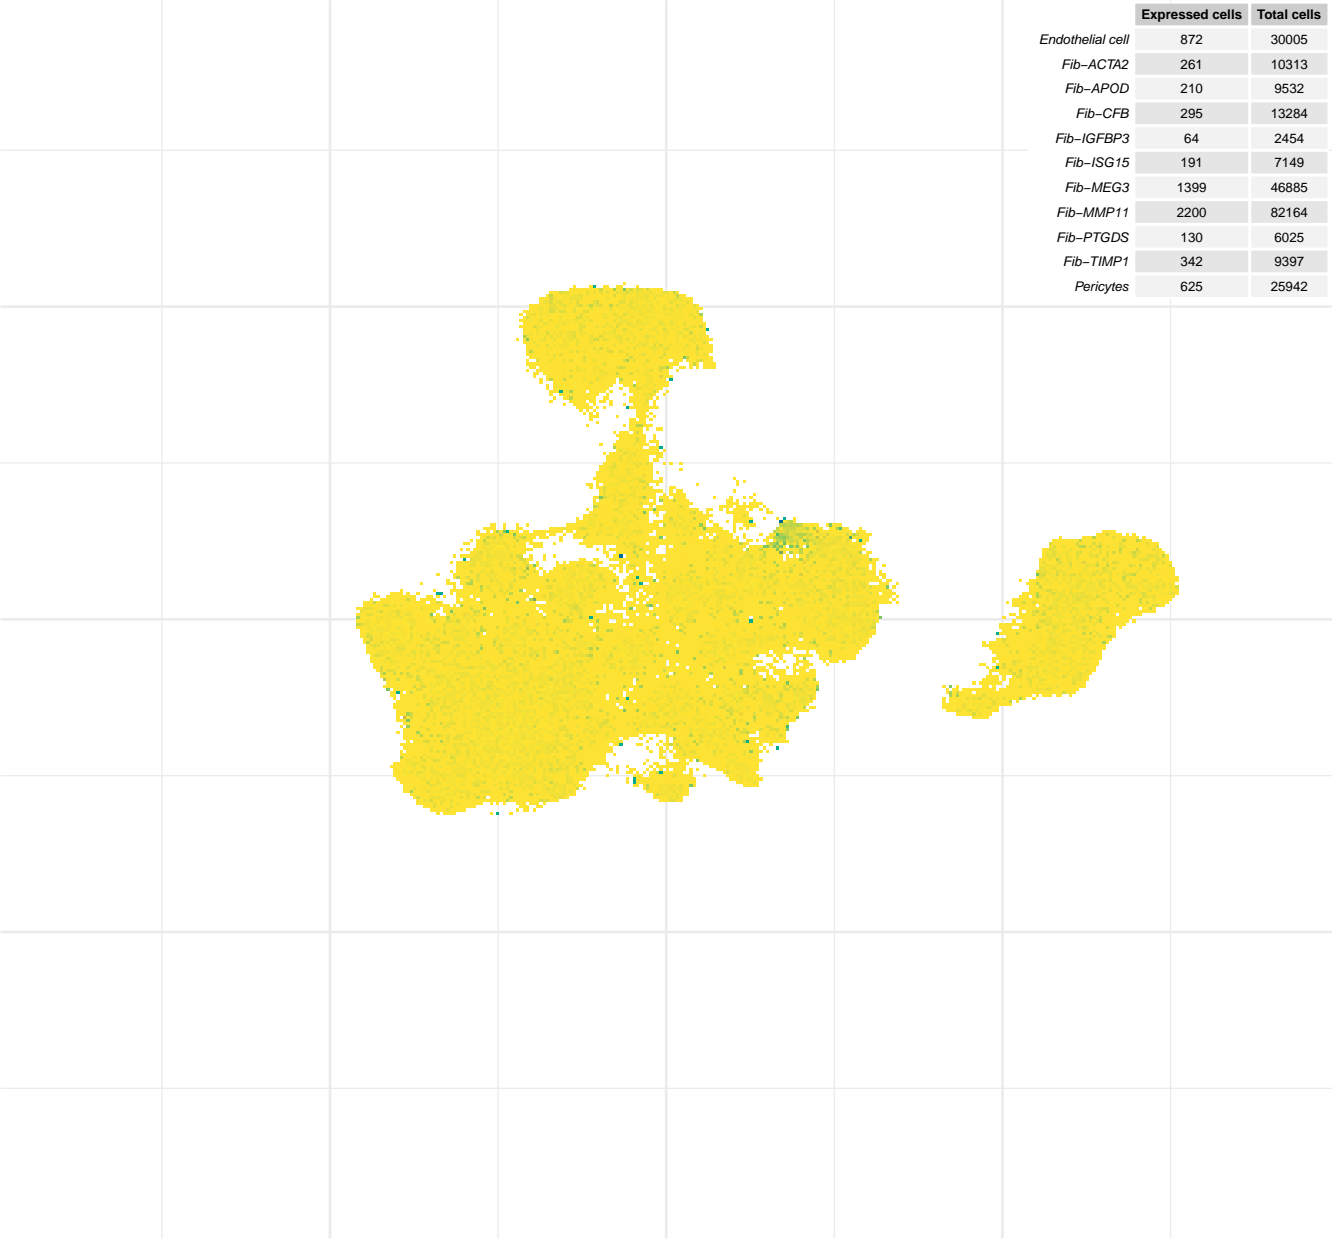 Expressed cells Total cells
Endothelial cell 872 30005
Fib−ACTA2 261 10313
Fib−APOD 210 9532
Fib−CFB 295 13284
Fib−IGFBP3 64 2454
Fib−ISG15 191 7149
Fib−MEG3 1399 46885
Fib−MMP11 2200 82164
Fib−PTGDS 130 6025
Fib−TIMP1 342 9397
Pericytes 625 25942